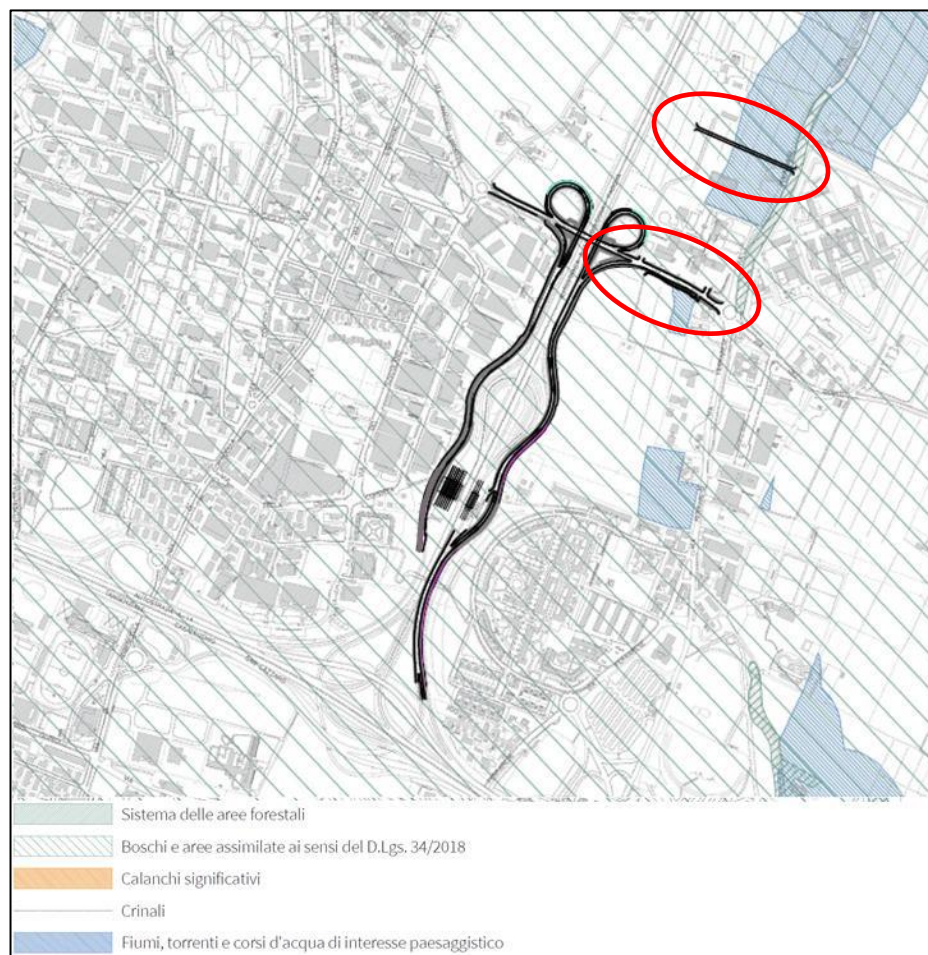 Sistema delle aree forestali
Boschi e aree assimilate ai sensi del D.Lgs. 34/2018
Calanchi significativi
Crinali
Fiumi, torrenti e corsi d'acqua di interesse paesaggistico